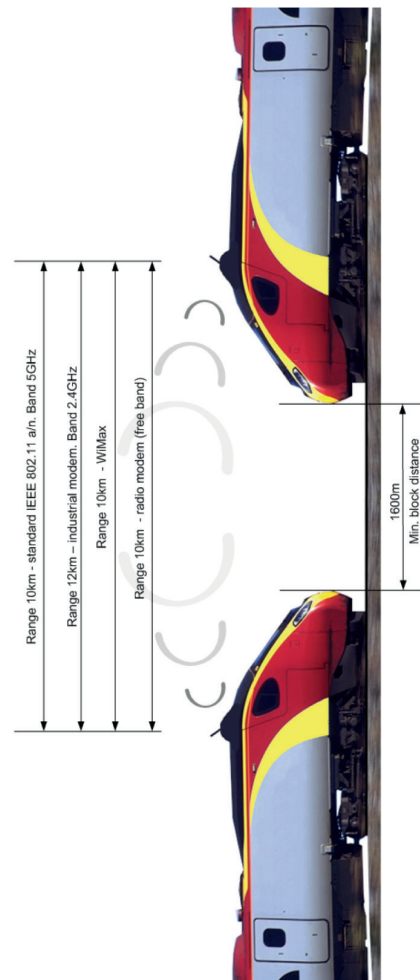 Range 10km - standard IEEE 802.11 a/n. Band 5GHz
Range 12km – industrial modem. Band 2.4GHz
Range 10km - WiMax
Range 10km - radio modem (free band)
1600m
Min. block distance